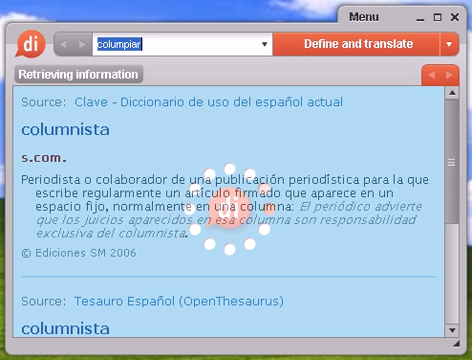 Menu
di
columpiar
Define and translate
Retrieving information
Source: Clave - Diccionario de uso del español actual
columnista
s.com.
Periodista o colaborador de una publicación periodística para la que
escribe regularmente un artículo firmado que aparece en un
espacio fijo, normalmente en una columna: El periódico advierte
que los juicios aparecidos en esa columna son responsabilidad
exclusiva del columnista.
di
© Ediciones SM 2006
Source: Tesauro Español (OpenThesaurus)
columnista